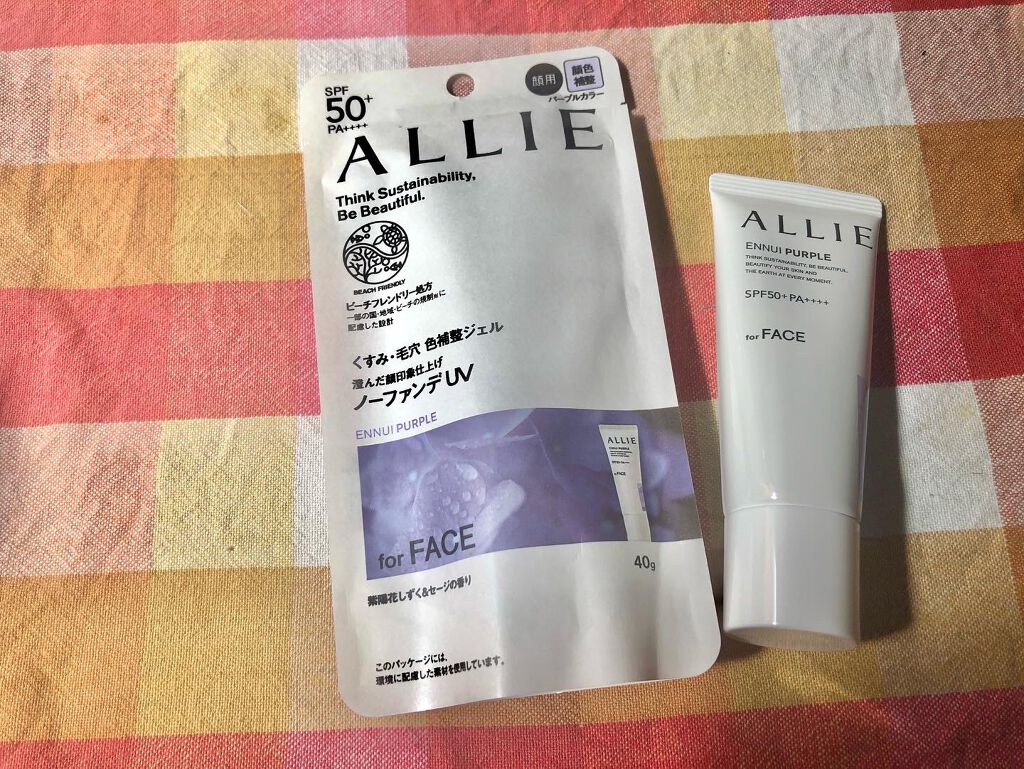 SPF
50+
PA++++
顔用
顔色
補整
パープルカラー
ALLIE
Think Sustainability,
Be Beautiful.
BEACH FRIENDLY
ビーチフレンドリー処方
一部の国・地域・ビーチの規制※に
配慮した設計
くすみ・毛穴 色補整ジェル
澄んだ顔印象仕上げ
ノーファンデUV
ENNUI PURPLE
ALLIE
ENNUI PURPLE
SPF50+PA++++
for FACE
for FACE
40g
紫陽花しずく&セージの香り
このパッケージには、
環境に配慮した素材を使用しています。
ALLIE
ENNUI PURPLE
THINK SUSTAINABILITY, BE BEAUTIFUL.
BEAUTIFY YOUR SKIN AND
THE EARTH AT EVERY MOMENT.
SPF50+PA++++
for FACE